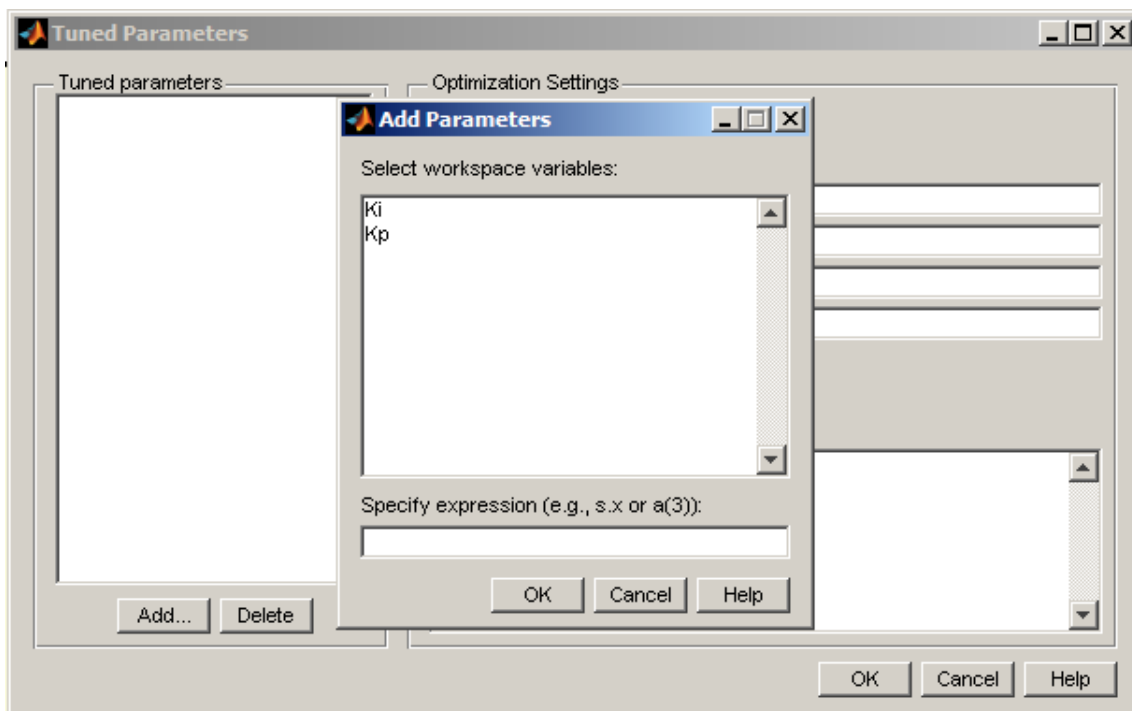 Tuned Parameters
Tuned parameters
Optimization Settings
Add Parameters
Select workspace variables:
Ki
Kp
Specify expression (e.g., s.x or a(3)):
OK Cancel Help
Add... Delete
OK Cancel Help